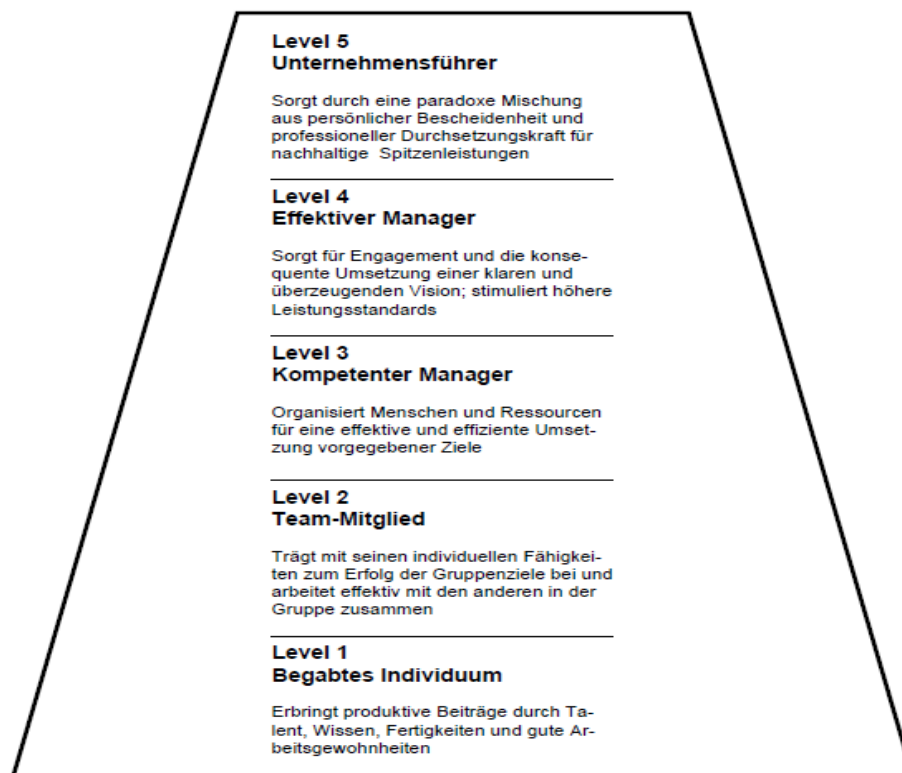 Level 5
Unternehmensführer
Sorgt durch eine paradoxe Mischung
aus persönlicher Bescheidenheit und
professioneller Durchsetzungskraft für
nachhaltige Spitzenleistungen
Level 4
Effektiver Manager
Sorgt für Engagement und die konse-
quente Umsetzung einer klaren und
überzeugenden Vision; stimuliert höhere
Leistungsstandards
Level 3
Kompetenter Manager
Organisiert Menschen und Ressourcen
für eine effektive und effiziente Umset-
zung vorgegebener Ziele
Level 2
Team-Mitglied
Trägt mit seinen individuellen Fähigkei-
ten zum Erfolg der Gruppenziele bei und
arbeitet effektiv mit den anderen in der
Gruppe zusammen
Level 1
Begabtes Individuum
Erbringt produktive Beiträge durch Ta-
lent, Wissen, Fertigkeiten und gute Ar-
beitsgewohnheiten